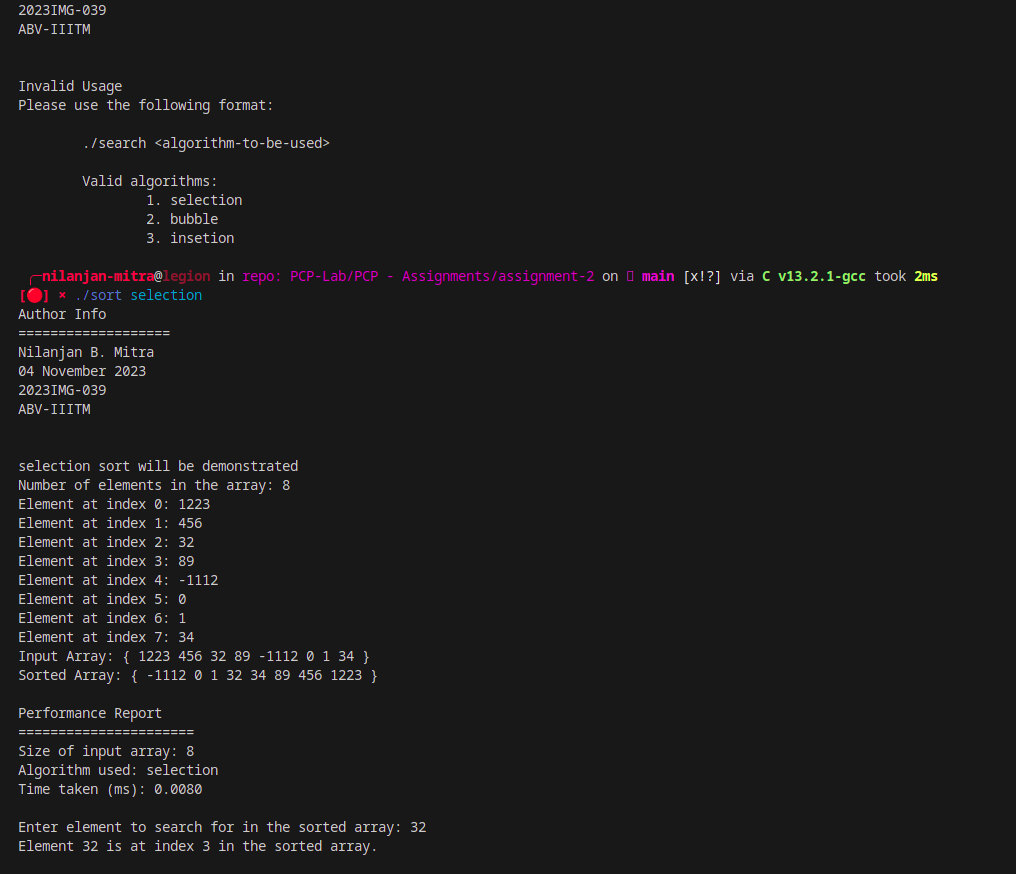 2023IMG-039
ABV-IIITM
Invalid Usage
Please use the following format:
./search <algorithm-to-be-used>
Valid algorithms:
1. selection
2. bubble
3. insetion
nilanjan-mitra@legion in repo: PCP-Lab/PCP - Assignments/assignment-2 on main [x!?] via C v13.2.1-gcc took 2ms
[🔴] × ./sort selection
Author Info
===================
Nilanjan B. Mitra
04 November 2023
2023IMG-039
ABV-IIITM
selection sort will be demonstrated
Number of elements in the array: 8
Element at index 0: 1223
Element at index 1: 456
Element at index 2: 32
Element at index 3: 89
Element at index 4: -1112
Element at index 5: 0
Element at index 6: 1
Element at index 7: 34
Input Array: { 1223 456 32 89 -1112 0 1 34 }
Sorted Array: { -1112 0 1 32 34 89 456 1223 }
Performance Report
======================
Size of input array: 8
Algorithm used: selection
Time taken (ms): 0.0080
Enter element to search for in the sorted array: 32
Element 32 is at index 3 in the sorted array.